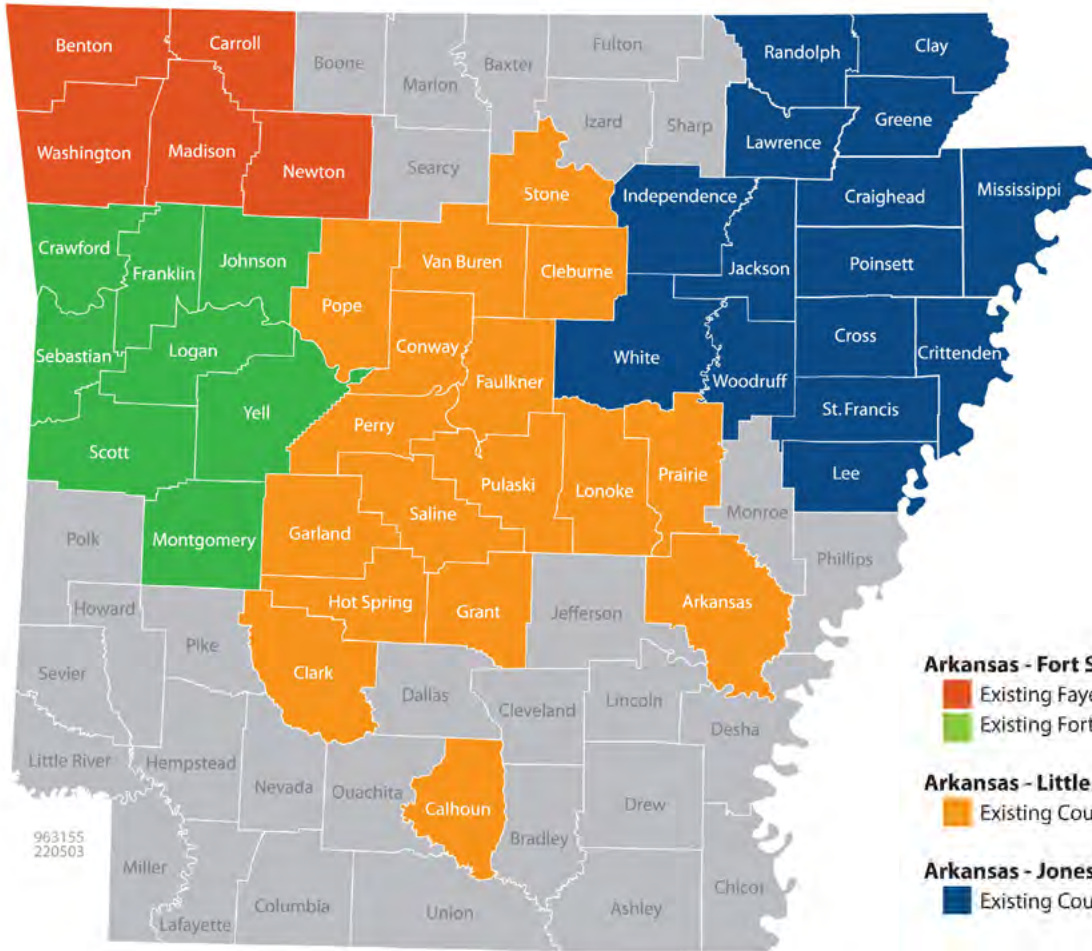 Benton
Carroll
Boone
Marion
Baxter
Fulton
Randolph
Clay
Washington
Madison
Newton
Searcy
Izard
Sharp
Lawrence
Greene
Stone
Independence
Craighead
Mississippi
Crawford
Franklin
Johnson
Pope
Van Buren
Cleburne
Jackson
Poinsett
Sebastian
Logan
Conway
Faulkner
White
Woodruff
Cross
Crittenden
Yell
Perry
St. Francis
Scott
Pulaski
Lonoke
Prairie
Lee
Saline
Garland
Monroe
Polk
Montgomery
Phillips
Howard
Hot Spring
Grant
Jefferson
Arkansas
Pike
Sevier
Clark
Dallas
Cleveland
Lincoln
Desha
Little River
Hempstead
Nevada
Ouachita
Calhoun
Drew
Bradley
963155
220503
Miller
Lafayette
Columbia
Union
Ashley
Chicot
Arkansas - Fort S
Existing Faye
Existing Fort
Arkansas - Little
Existing Cou
Arkansas - Jones
Existing Cou